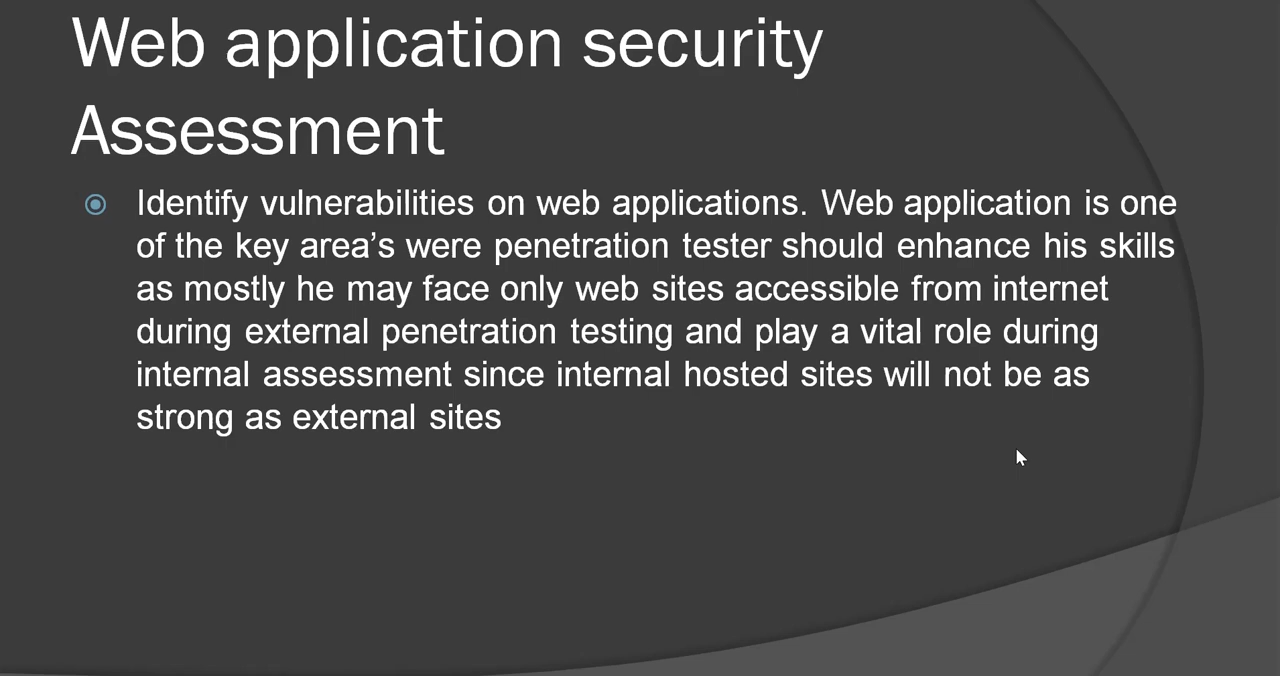 Web application security
Assessment
Identify vulnerabilities on web applications. Web application is one
of the key area’s were penetration tester should enhance his skills
as mostly he may face only web sites accessible from internet
during external penetration testing and play a vital role during
internal assessment since internal hosted sites will not be as
strong as external sites